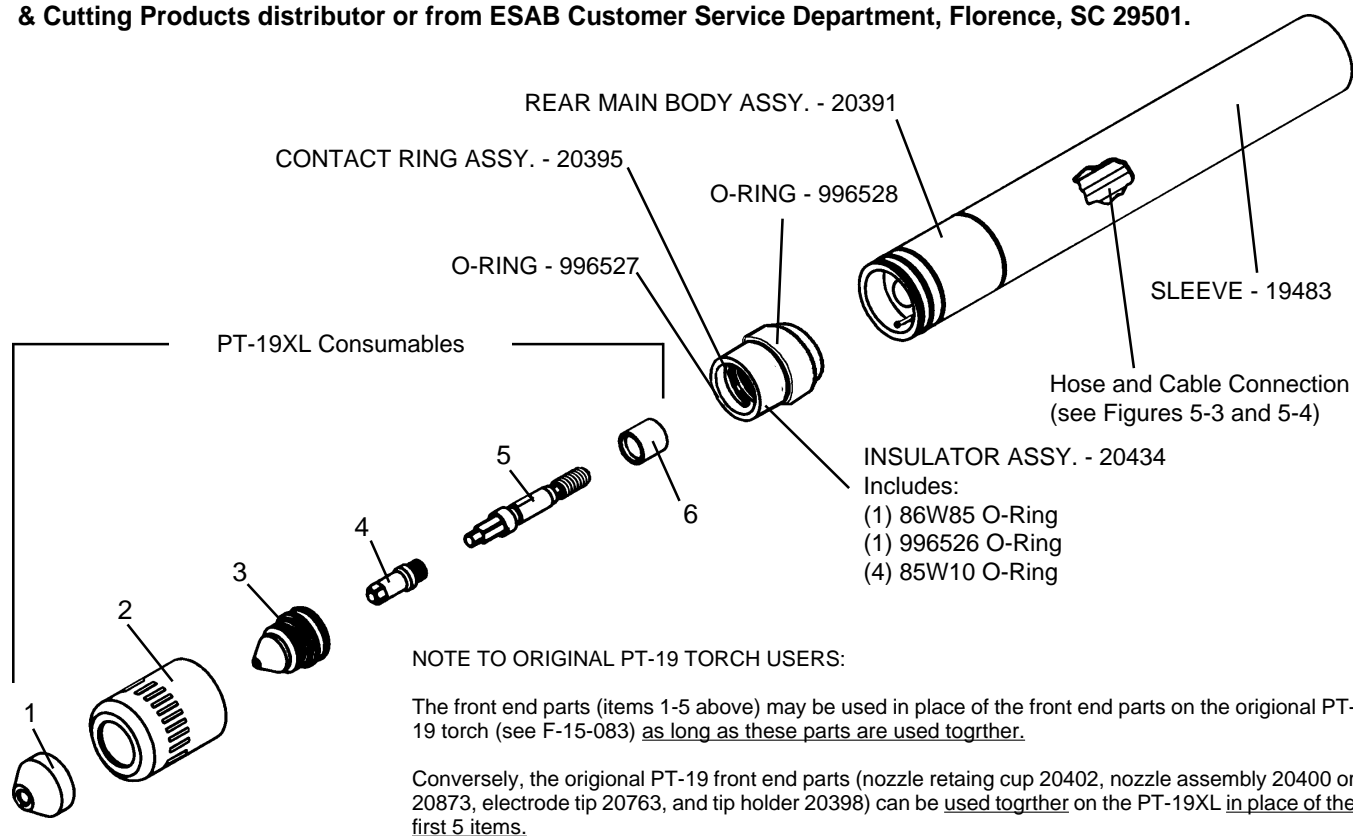 & Cutting Products distributor or from ESAB Customer Service Department, Florence, SC 29501.
REAR MAIN BODY ASSY. - 20391
CONTACT RING ASSY. - 20395
O-RING - 996528
O-RING - 996527
SLEEVE - 19483
PT-19XL Consumables
Hose and Cable Connection
(see Figures 5-3 and 5-4)
INSULATOR ASSY. - 20434
Includes:
(1) 86W85 O-Ring
(1) 996526 O-Ring
(4) 85W10 O-Ring
5
6
4
3
2
1
NOTE TO ORIGINAL PT-19 TORCH USERS:
The front end parts (items 1-5 above) may be used in place of the front end parts on the origional PT-
19 torch (see F-15-083) as long as these parts are used togrther.
Conversely, the origional PT-19 front end parts (nozzle retaing cup 20402, nozzle assembly 20400 or
20873, electrode tip 20763, and tip holder 20398) can be used togrther on the PT-19XL in place of the
first 5 items.